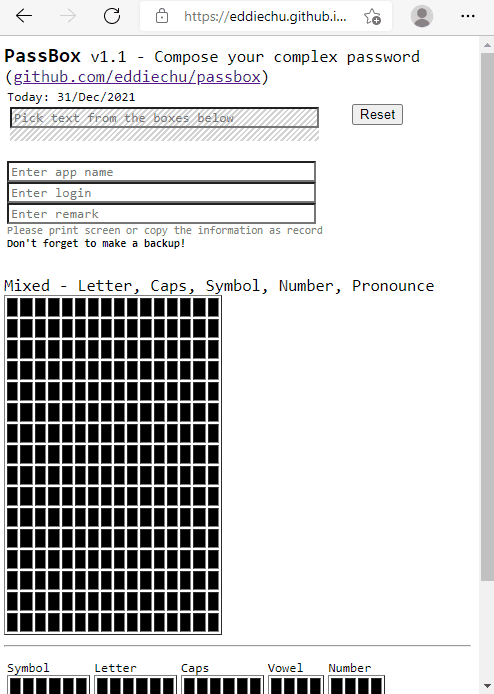 https://eddiechu.github.i...
PassBox v1.1 - Compose your complex password
(github.com/eddiechu/passbox)
Today: 31/Dec/2021
Pick text from the boxes below
Reset
Enter app name
Enter login
Enter remark
Please print screen or copy the information as record
Don't forget to make a backup!
Mixed - Letter, Caps, Symbol, Number, Pronounce
Symbol Letter Caps Vowel Number